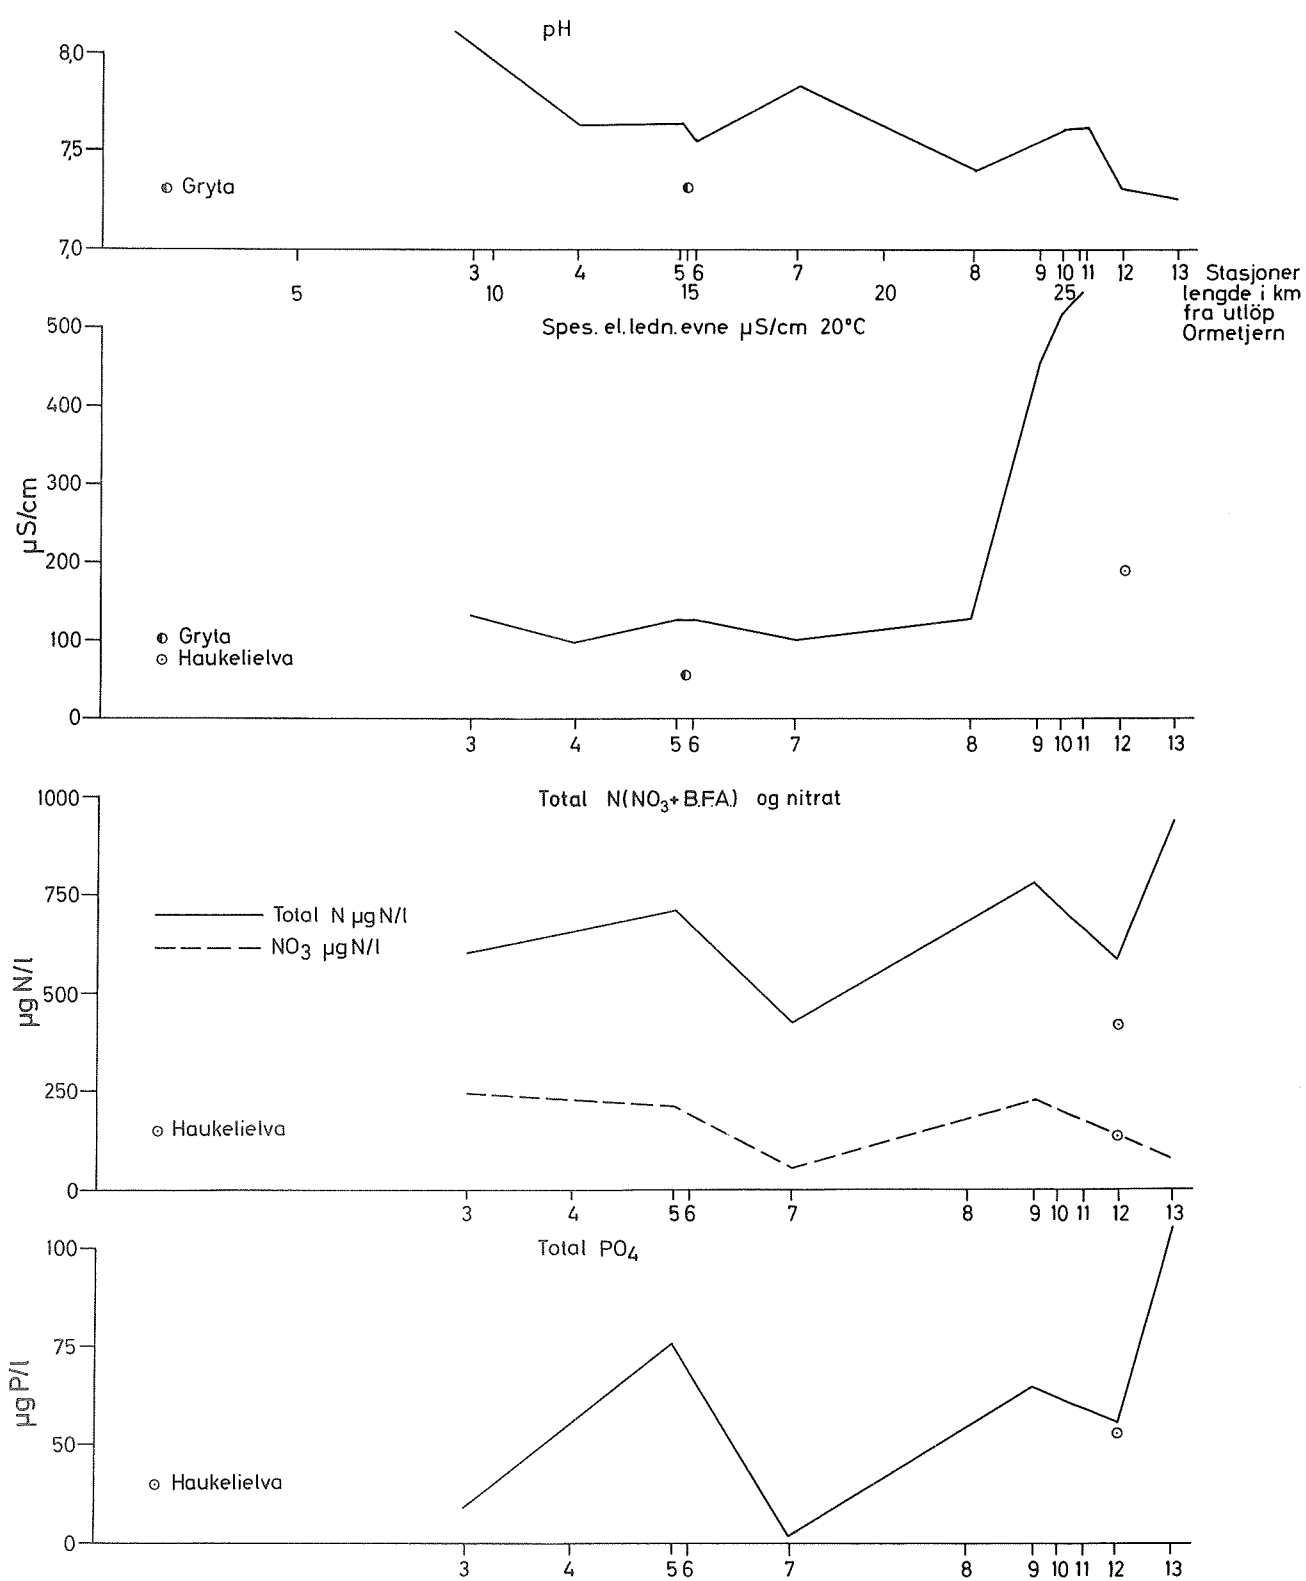 pH
8,0
7,5
Gryta
7,0
3 4 5 6 7 8 9 10 11 12 13 Stasjoner
5 10 15 20 25 lengde i km
fra utlöp
Ormetjern
500
Spes. el. ledn. evne µS/cm 20°C
400
300
µS/cm
200
100
Gryta
Haukelielva
0
3 4 5 6 7 8 9 10 11 12 13
1000
Total N(NO₃+B.F.A.) og nitrat
750
Total N µgN/l
NO₃ µgN/l
µgN/l
500
250
Haukelielva
0
3 4 5 6 7 8 9 10 11 12 13
100
Total PO₄
75
µgP/l
50
Haukelielva
0
3 4 5 6 7 8 9 10 11 12 13